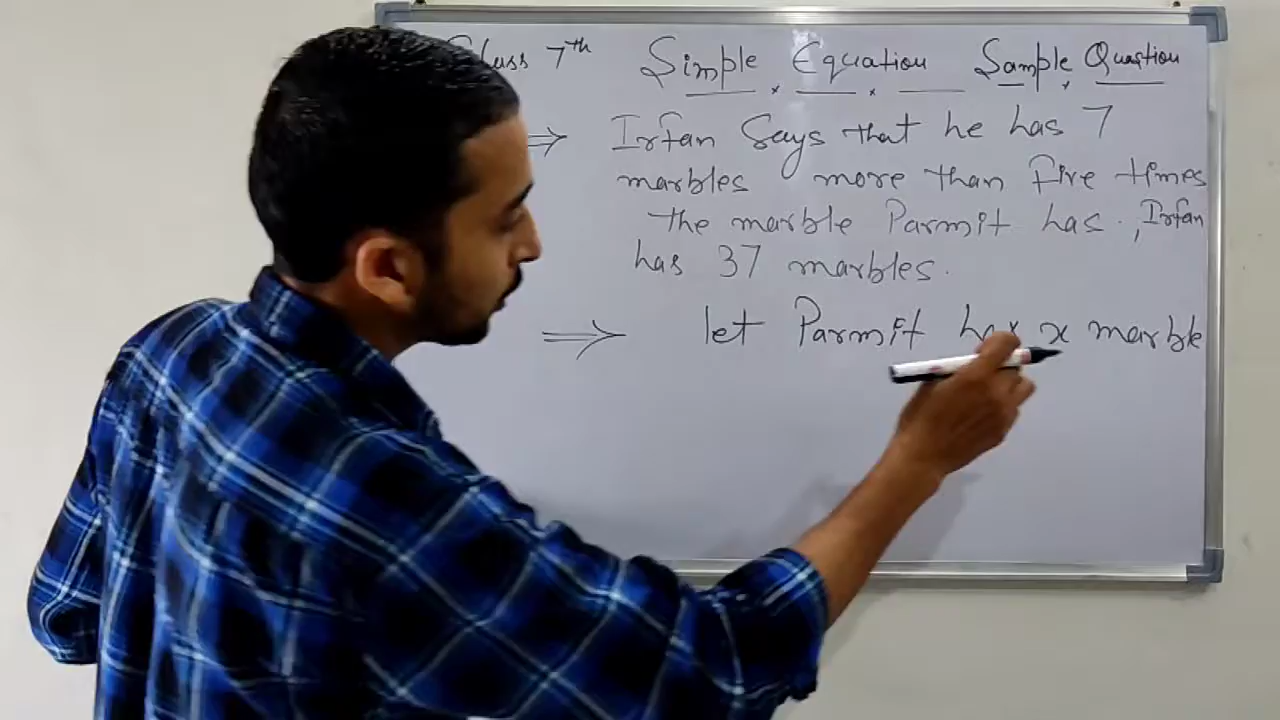 Class 7th Simple Equation Sample Quastion
⇒ Irfan Says that he has 7
marbles more than five times
the marble Parmit has., Irfan
has 37 marbles.
⇒ let Parmit has x marble